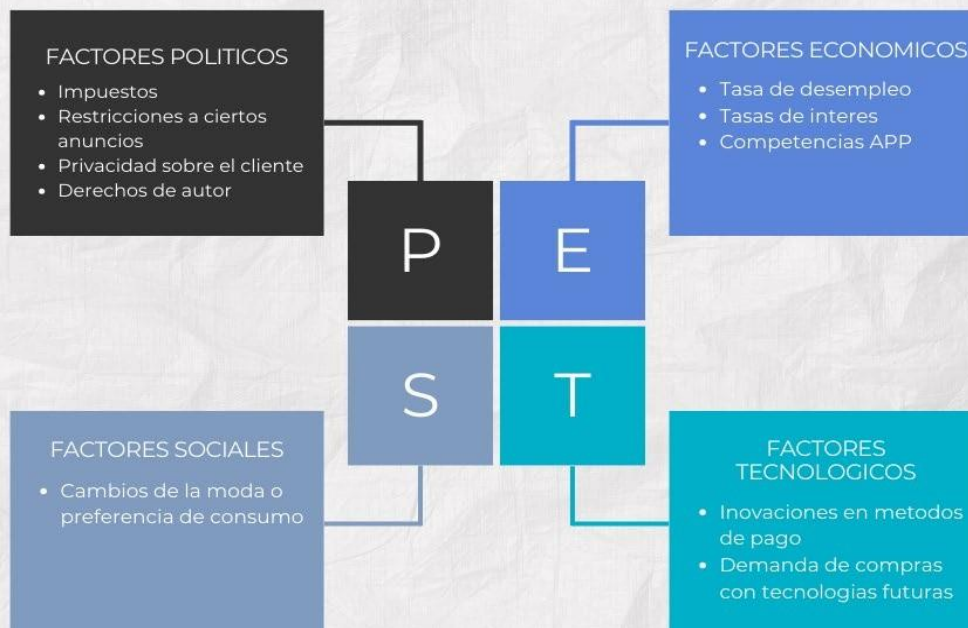 FACTORES POLITICOS
• Impuestos
• Restricciones a ciertos
anuncios
• Privacidad sobre el cliente
• Derechos de autor
FACTORES ECONOMICOS
• Tasa de desempleo
• Tasas de interes
• Competencias APP
P
E
S
T
FACTORES SOCIALES
• Cambios de la moda o
preferencia de consumo
FACTORES
TECNOLOGICOS
• Inovaciones en metodos
de pago
• Demanda de compras
con tecnologias futuras